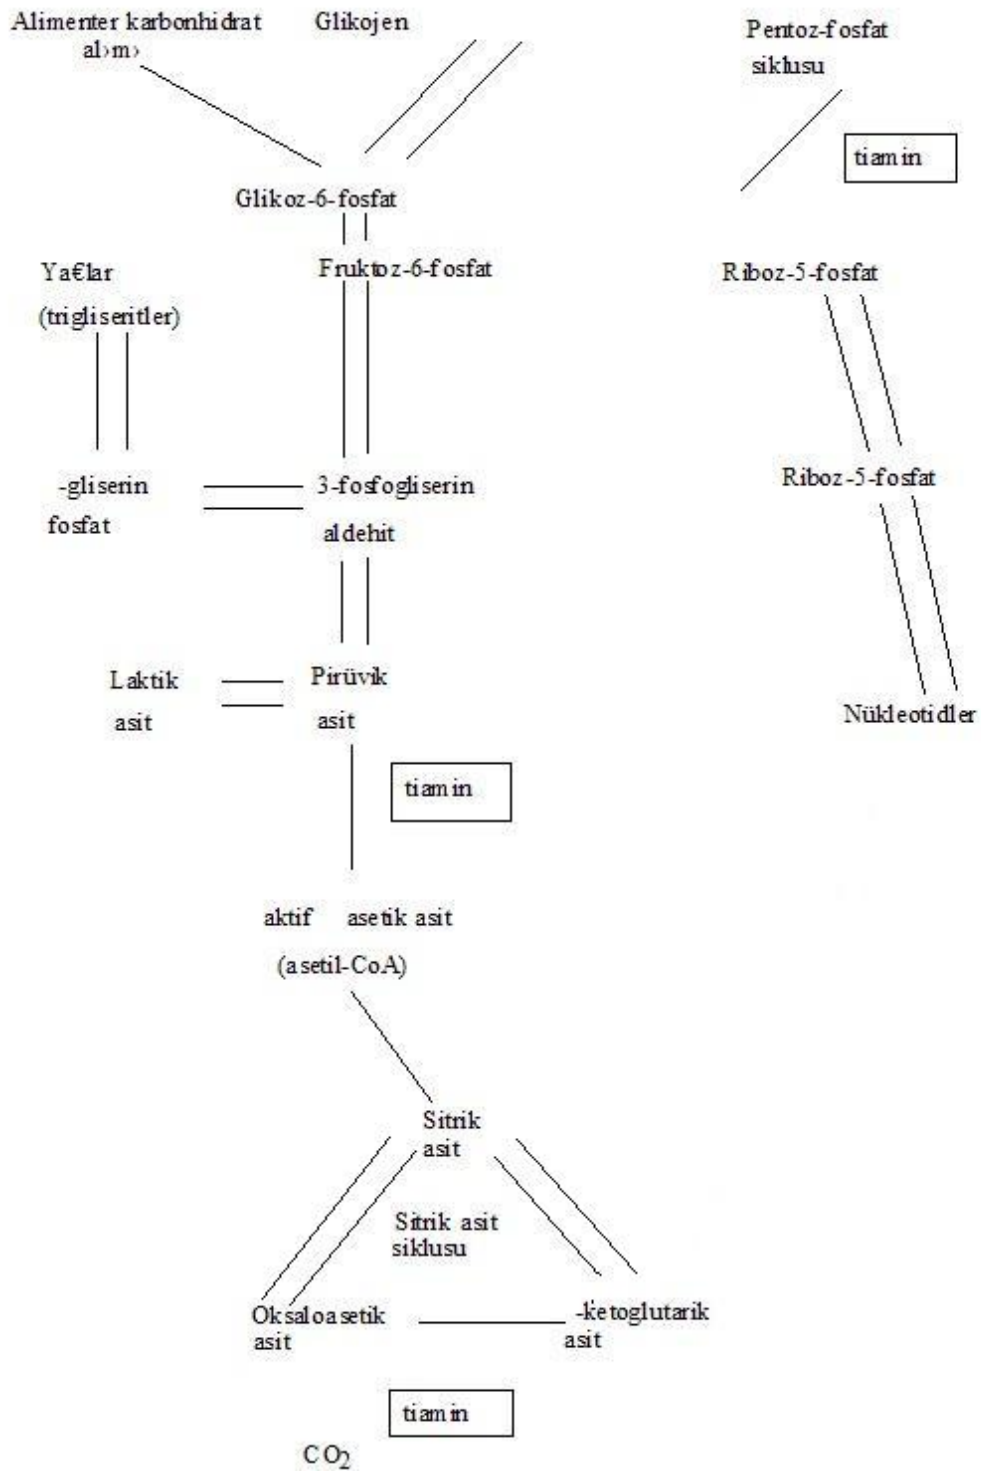 Alimenter karbonhidrat
al›m›
Glikojen
Pentoz-fosfat
siklusu
tiamin
Glikoz-6-fosfat
Ya€lar
(trigliseritler)
Fruktoz-6-fosfat
Riboz-5-fosfat
-gliserin
fosfat
3-fosfogliserin
aldehit
Riboz-5-fosfat
Laktik
asit
Pirüvik
asit
Nükleotidler
tiamin
aktif asetik asit
(asetil-CoA)
Sitrik
asit
Sitrik asit
siklusu
Oksaloasetik
asit
-ketoglutarik
asit
tiamin
CO2